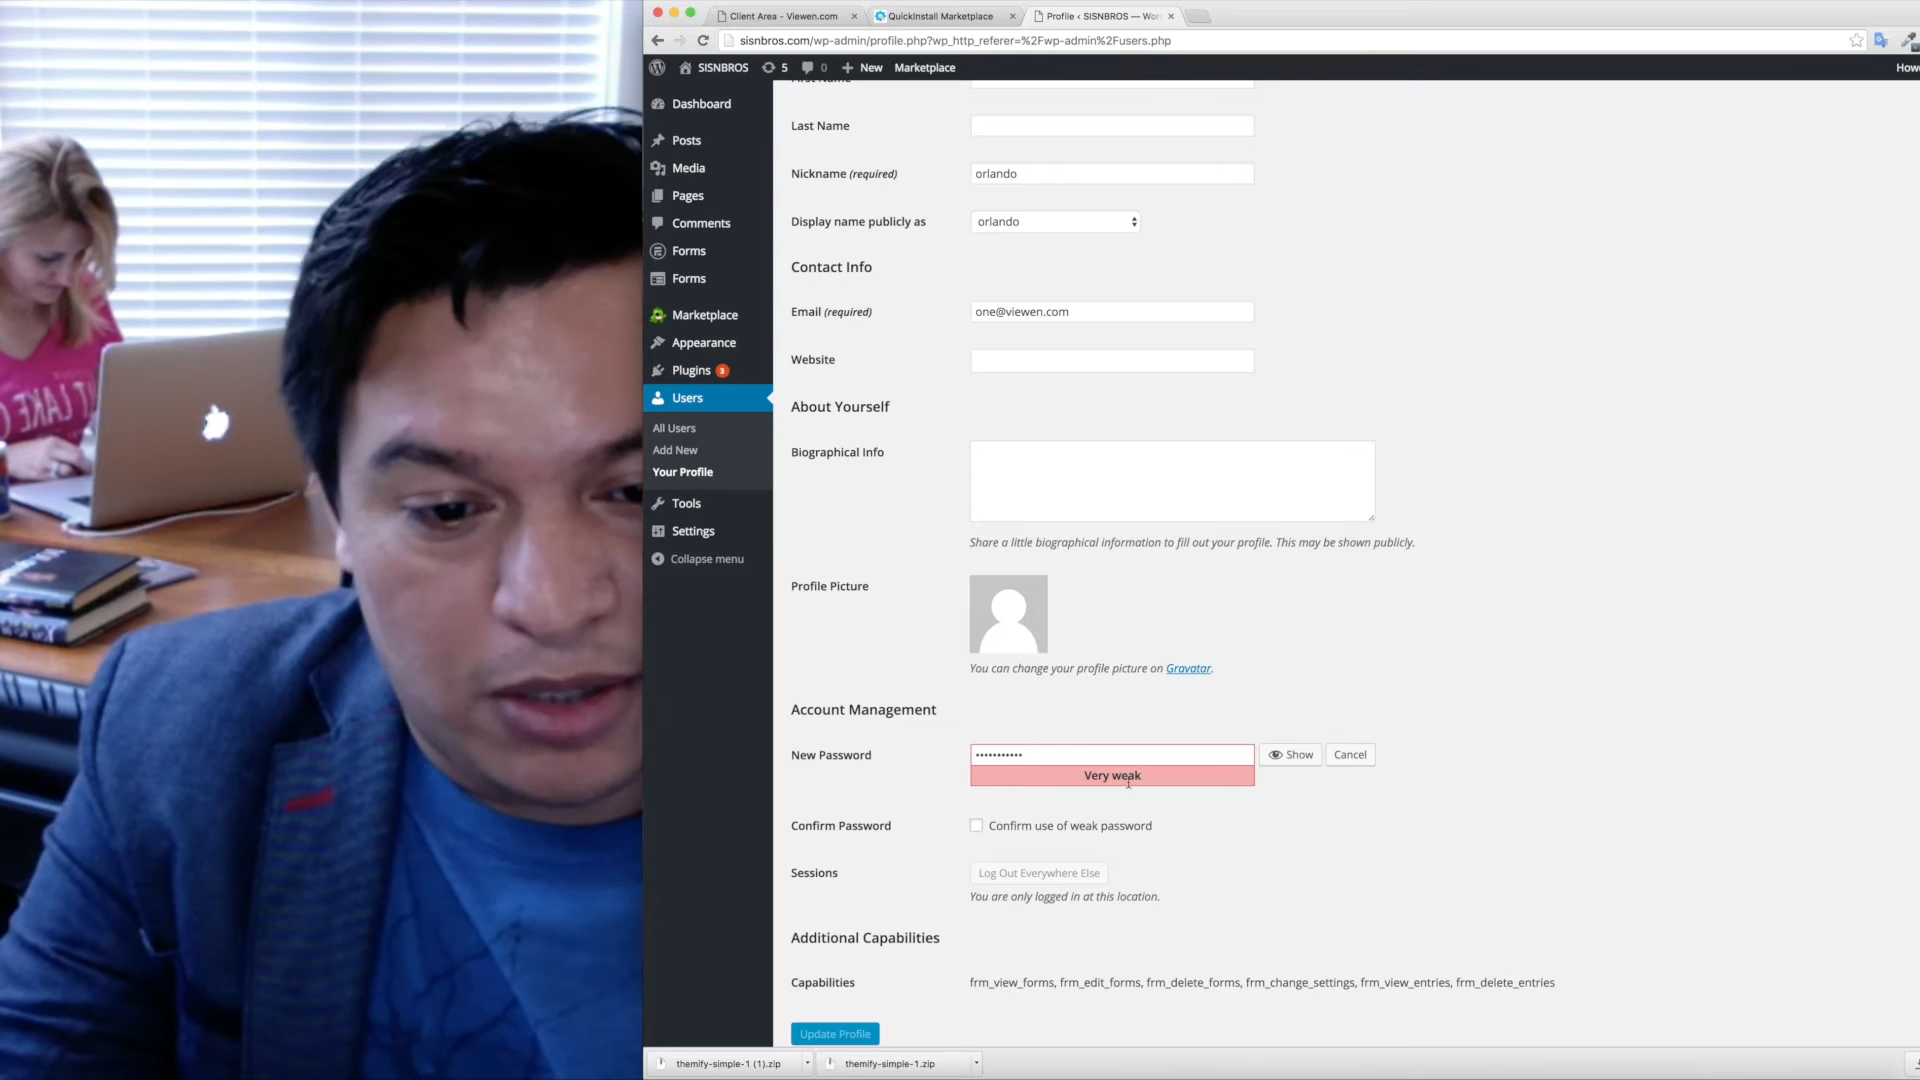 Client Area - Viewen.com
QuickInstall Marketplace
Profile ‹ SISNBROS — Wor
sisnbros.com/wp-admin/profile.php?wp_http_referer=%2Fwp-admin%2Fusers.php
SISNBROS 5 0 New Marketplace
Howe
Dashboard
Posts
Media
Pages
Comments
Forms
Forms
Marketplace
Appearance
Plugins 3
Users
All Users
Add New
Your Profile
Tools
Settings
Collapse menu
First Name
Last Name
Nickname (required) orlando
Display name publicly as orlando
Contact Info
Email (required) one@viewen.com
Website
About Yourself
Biographical Info
Share a little biographical information to fill out your profile. This may be shown publicly.
Profile Picture
You can change your profile picture on Gravatar.
Account Management
New Password Show Cancel
Very weak
Confirm Password Confirm use of weak password
Sessions Log Out Everywhere Else
You are only logged in at this location.
Additional Capabilities
Capabilities frm_view_forms, frm_edit_forms, frm_delete_forms, frm_change_settings, frm_view_entries, frm_delete_entries
Update Profile
themify-simple-1 (1).zip
themify-simple-1.zip